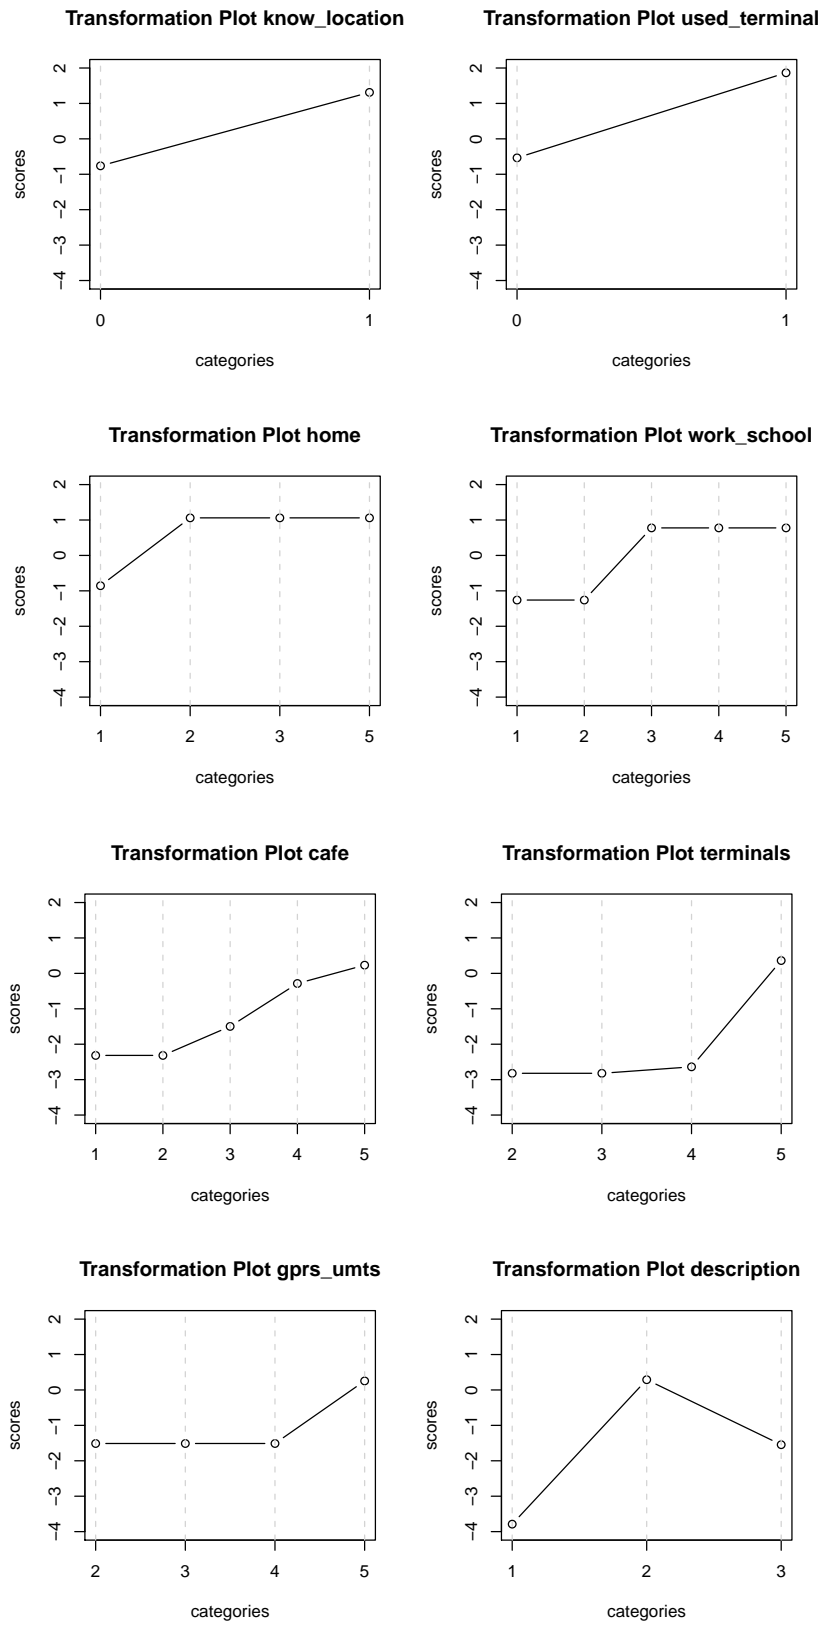 Transformation Plot know_location
scores
2
1
0
−1
−2
−3
−4
0 1
categories
Transformation Plot used_terminal
scores
2
1
0
−1
−2
−3
−4
0 1
categories
Transformation Plot home
scores
2
1
0
−1
−2
−3
−4
1 2 3 5
categories
Transformation Plot work_school
scores
2
1
0
−1
−2
−3
−4
1 2 3 4 5
categories
Transformation Plot cafe
scores
2
1
0
−1
−2
−3
−4
1 2 3 4 5
categories
Transformation Plot terminals
scores
2
1
0
−1
−2
−3
−4
2 3 4 5
categories
Transformation Plot gprs_umts
scores
2
1
0
−1
−2
−3
−4
2 3 4 5
categories
Transformation Plot description
scores
2
1
0
−1
−2
−3
−4
1 2 3
categories